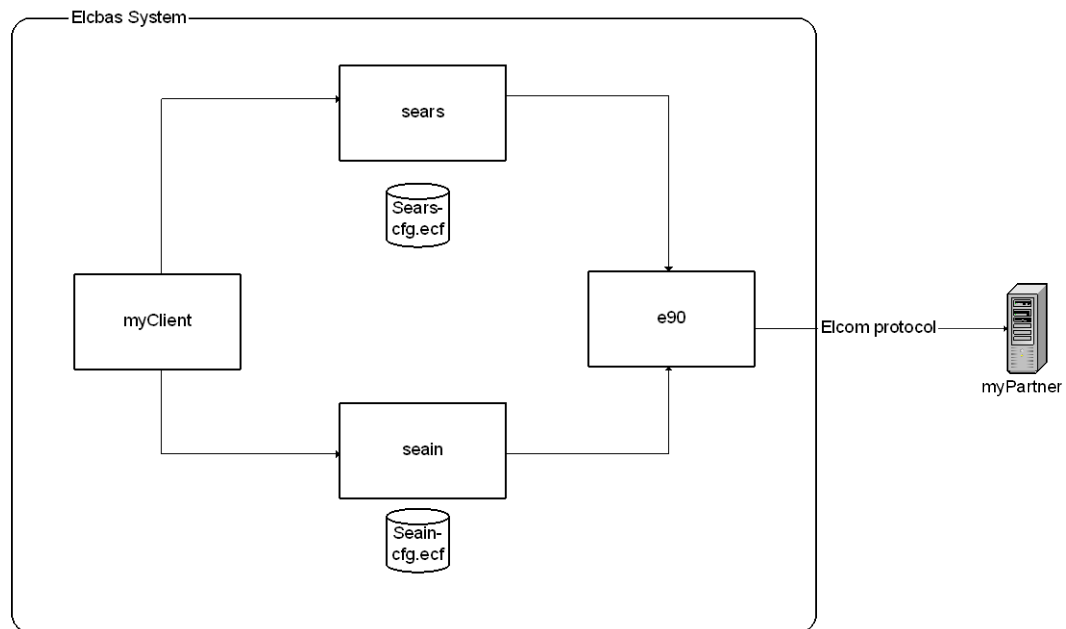 Elcbas System
sears
Sears-
cfg.ecf
myClient
e90
Elcom protocol
myPartner
seain
Seain-
cfg.ecf